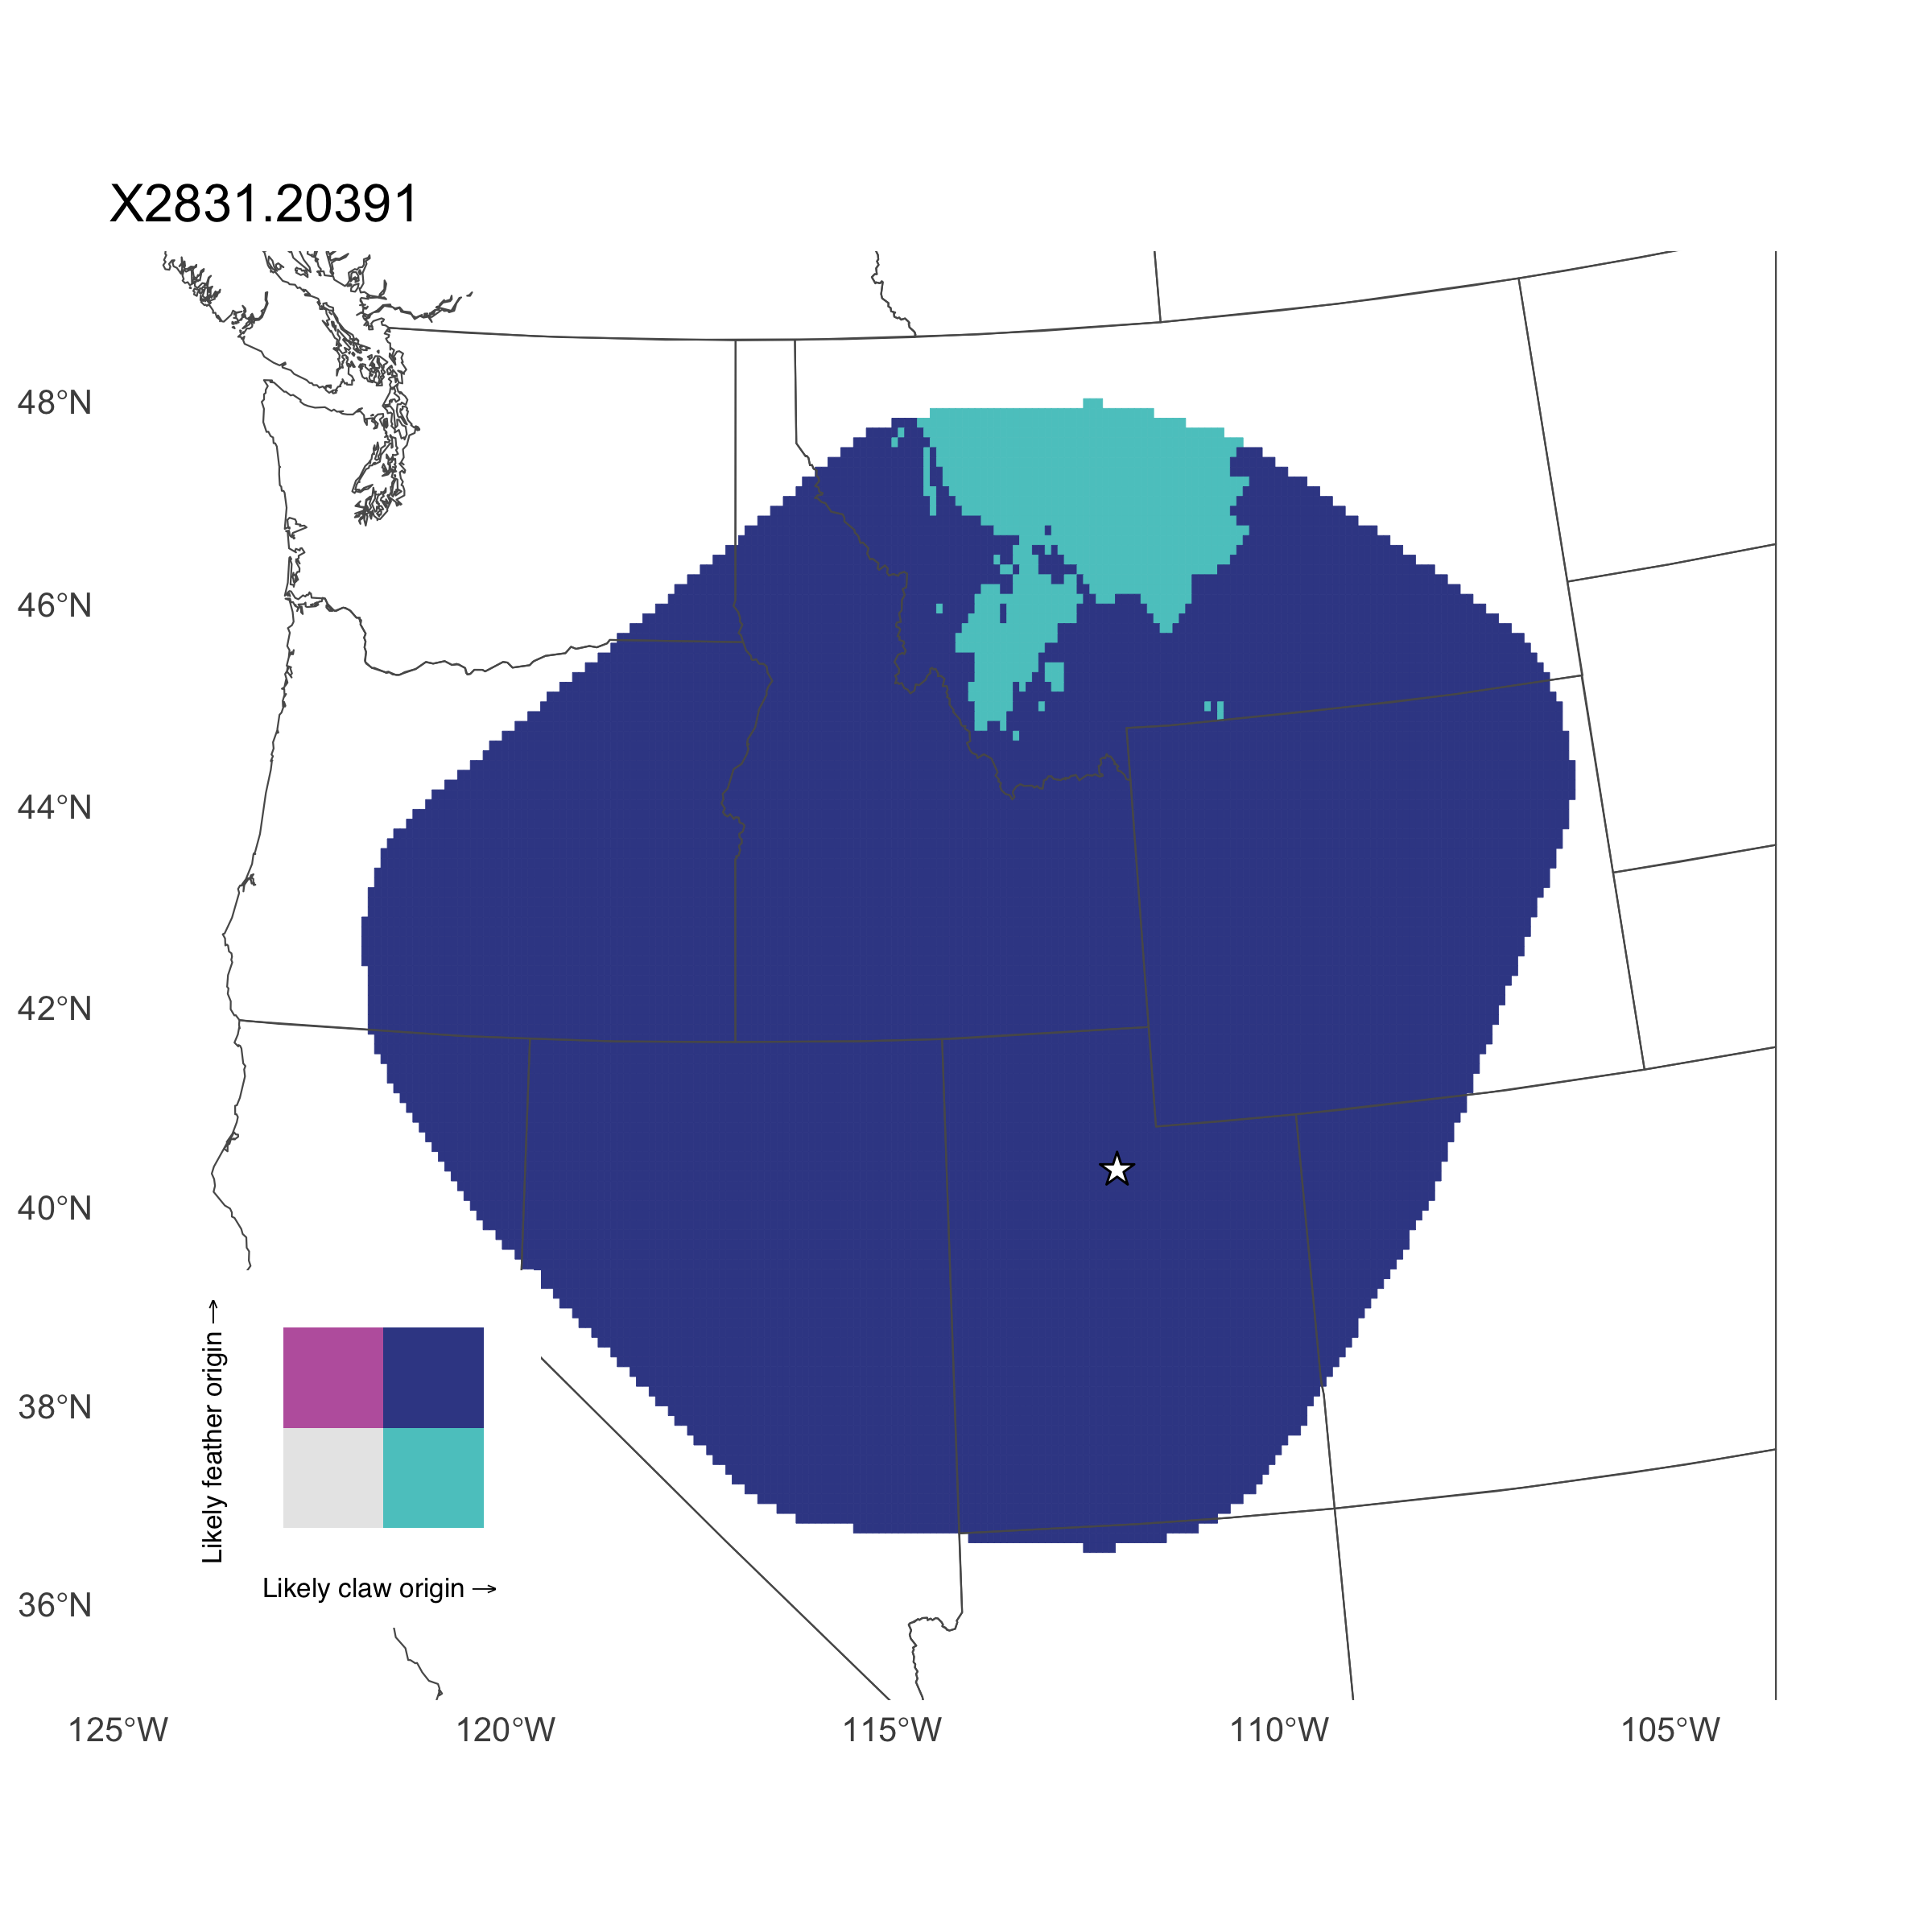 X2831.20391
48°N
46°N
44°N
42°N
40°N
38°N
36°N
Likely feather origin →
Likely claw origin →
125°W
120°W
115°W
110°W
105°W